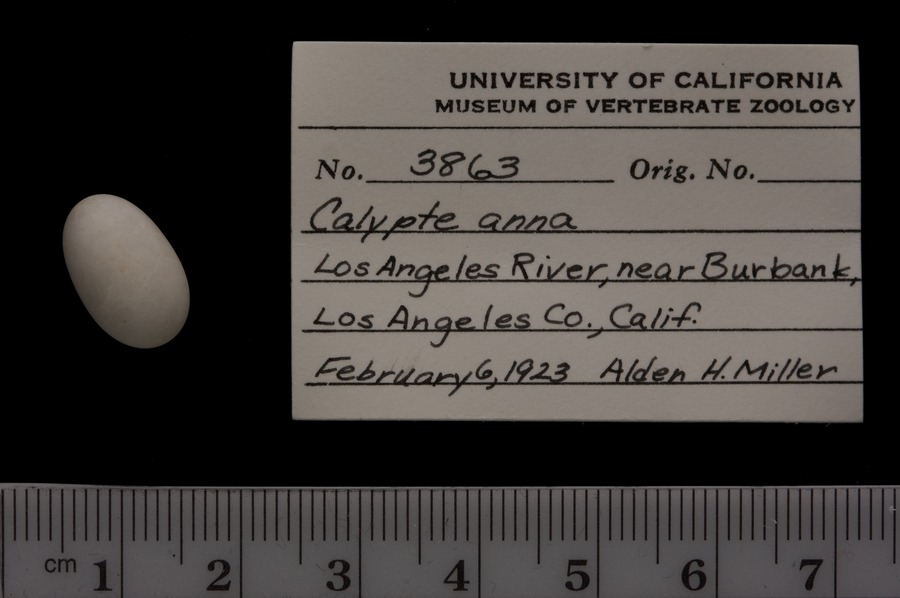 UNIVERSITY OF CALIFORNIA
MUSEUM OF VERTEBRATE ZOOLOGY
No. 3863 Orig. No.
Calypte anna
Los Angeles River, near Burbank,
Los Angeles Co., Calif.
February 6, 1923 Alden H. Miller
cm 1 2 3 4 5 6 7